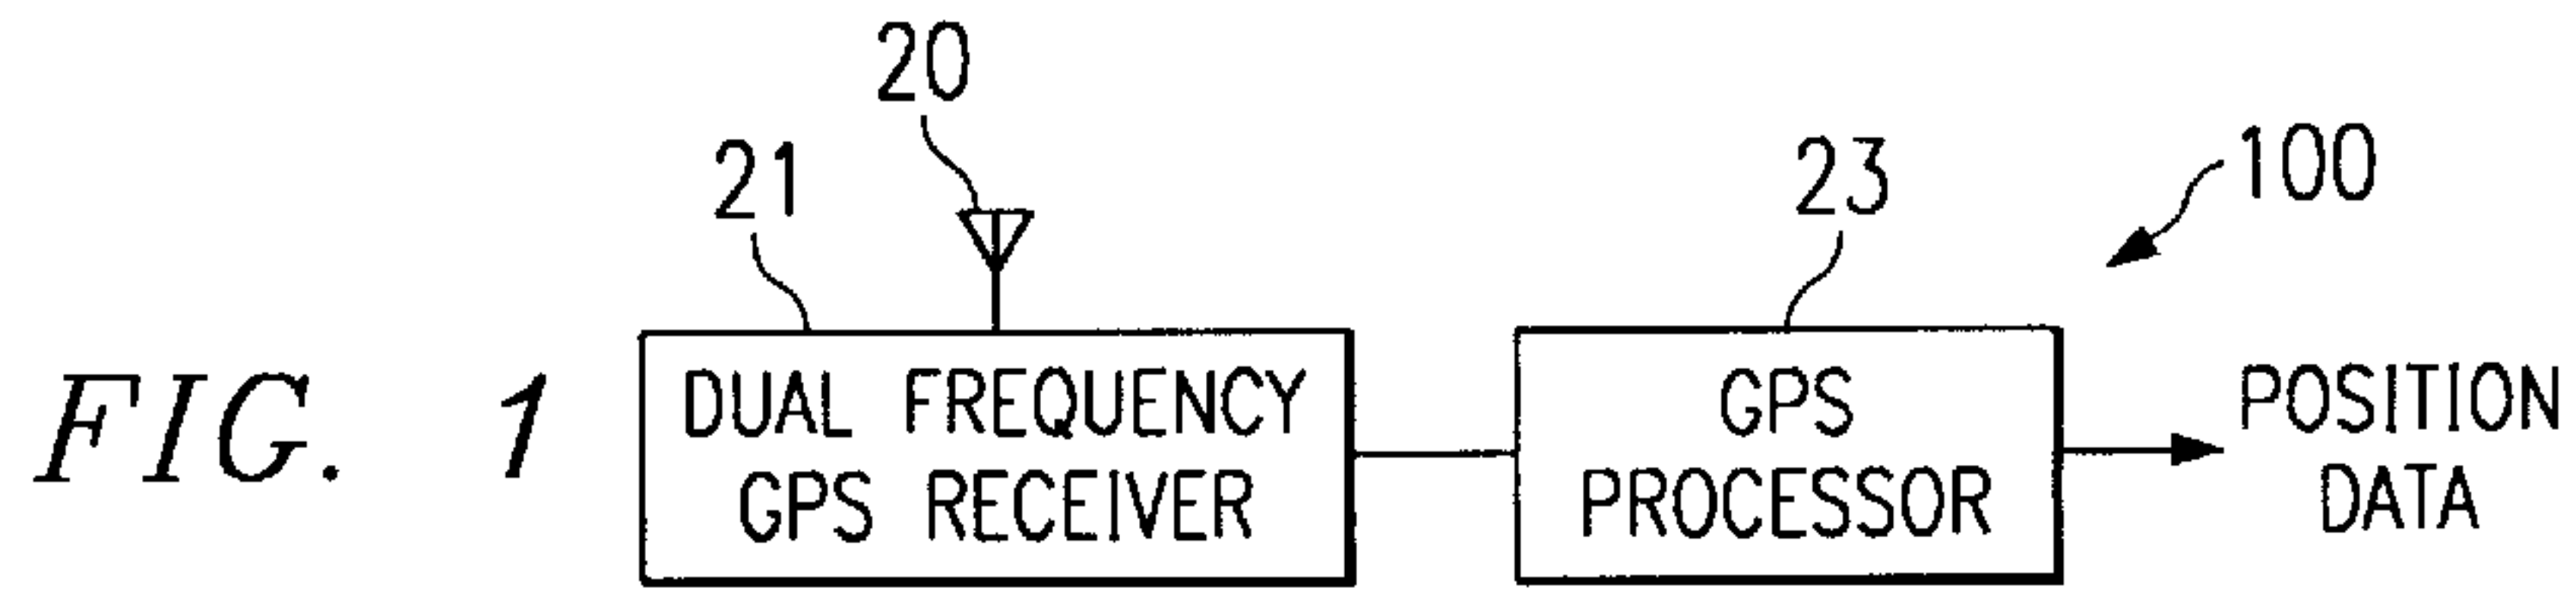 20
21
23
100
FIG. 1
DUAL FREQUENCY
GPS RECEIVER
GPS
PROCESSOR
POSITION
DATA